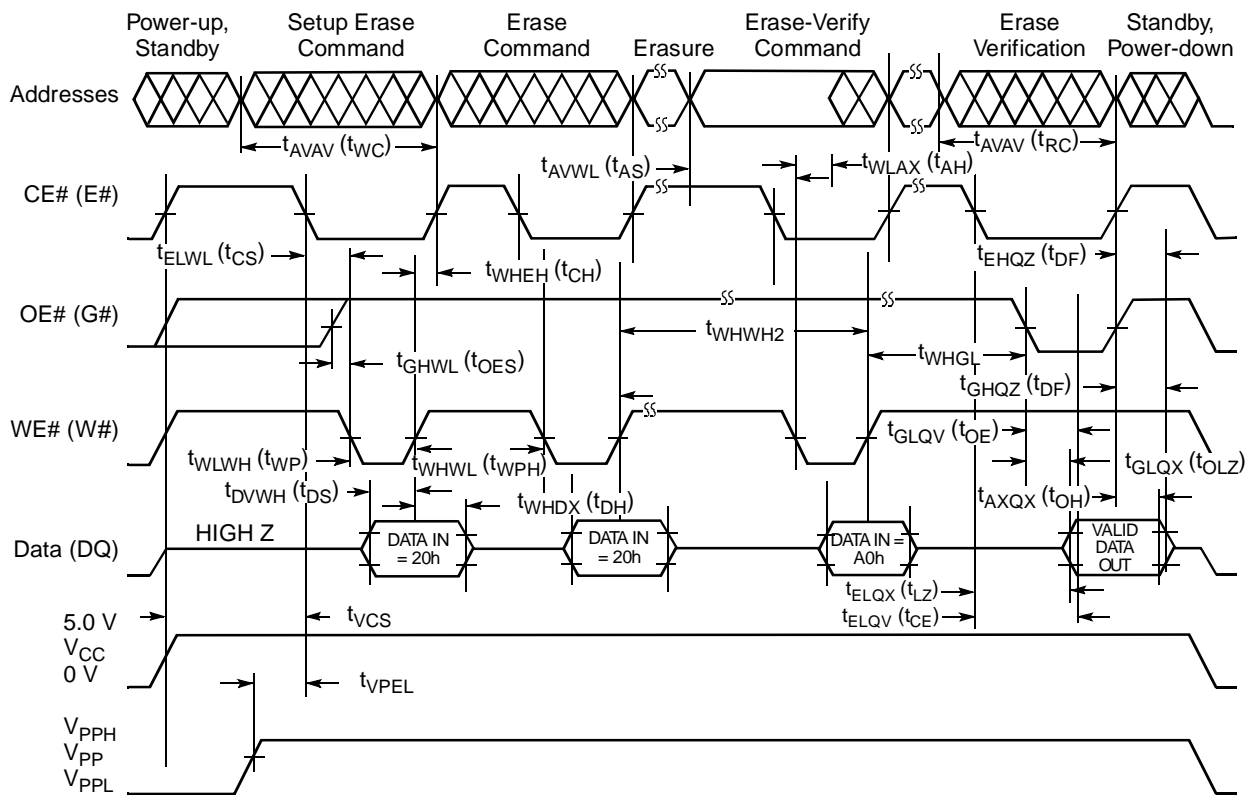 Power-up, Standby
Setup Erase Command
Erase Command
Erasure
Erase-Verify Command
Erase Verification
Standby, Power-down
Addresses
tAVAV (tWC)
tAVWL (tAS)
tWLAX (tAH)
tAVAV (tRC)
CE# (E#)
tELWL (tCS)
tWHEH (tCH)
tEHQZ (tDF)
OE# (G#)
tWHWH2
tWHGL
tGHWL (tOES)
tGHQZ (tDF)
WE# (W#)
tGLQV (tOE)
tWLWH (tWP)
tWHWL (tWPH)
tGLQX (tOLZ)
tDVWH (tDS)
tWHDX (tDH)
tAXQX (tOH)
Data (DQ)
HIGH Z
DATA IN = 20h
DATA IN = 20h
DATA IN = A0h
VALID DATA OUT
tELQX (tLZ)
tELQV (tCE)
5.0 V
VCC
0 V
tVCS
tVPEL
VPPH
VPP
VPPL